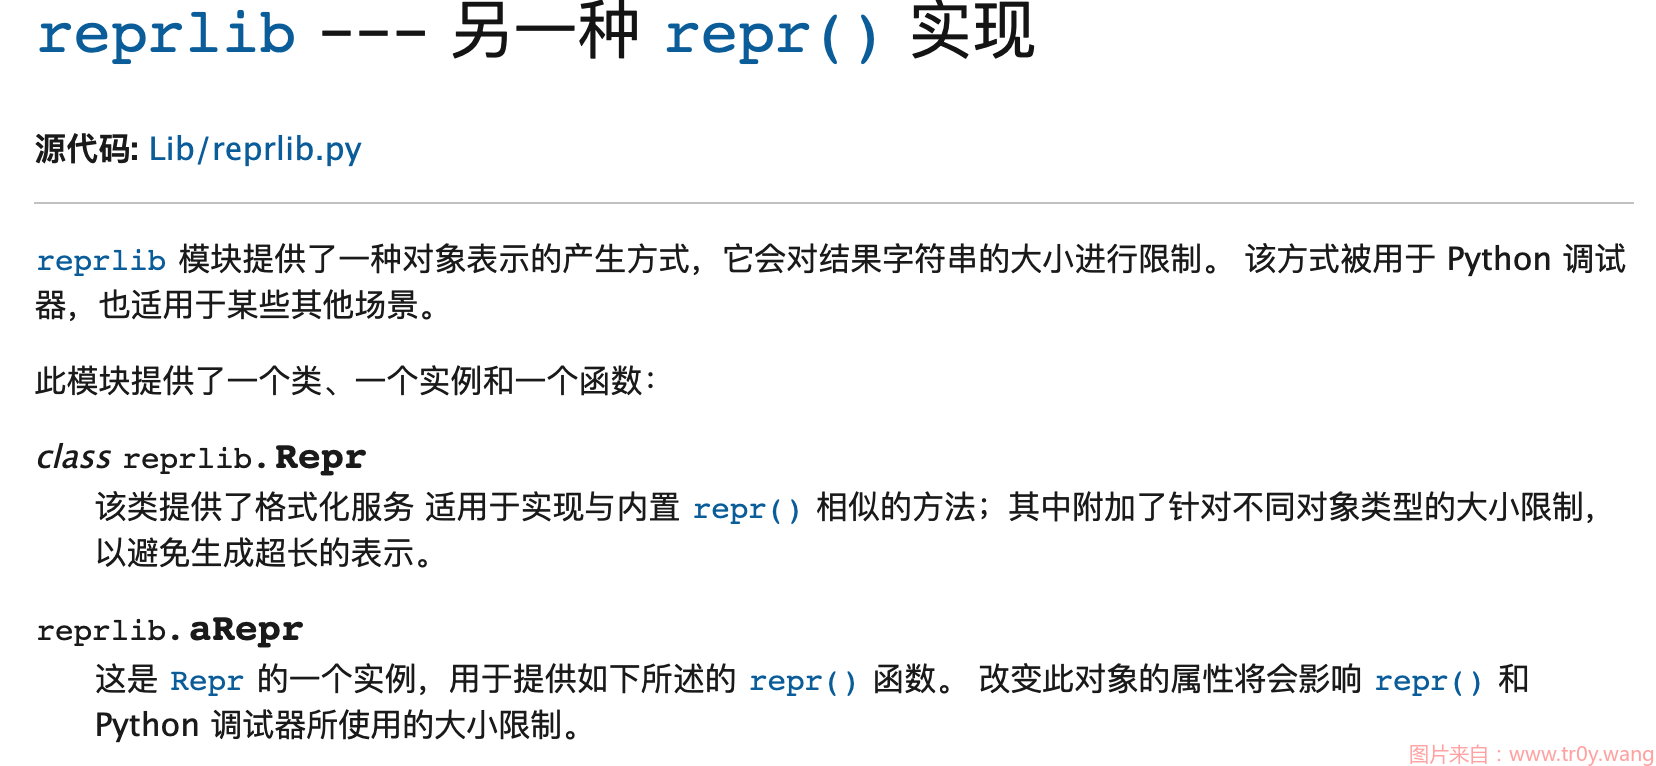 reprlib --- 另一种 repr() 实现
源代码: Lib/reprlib.py
reprlib 模块提供了一种对象表示的产生方式，它会对结果字符串的大小进行限制。 该方式被用于 Python 调试
器，也适用于某些其他场景。
此模块提供了一个类、一个实例和一个函数：
class reprlib.Repr
该类提供了格式化服务 适用于实现与内置 repr() 相似的方法；其中附加了针对不同对象类型的大小限制，
以避免生成超长的表示。
reprlib.aRepr
这是 Repr 的一个实例，用于提供如下所述的 repr() 函数。 改变此对象的属性将会影响 repr() 和
Python 调试器所使用的大小限制。
图片来自：www.tr0y.wang